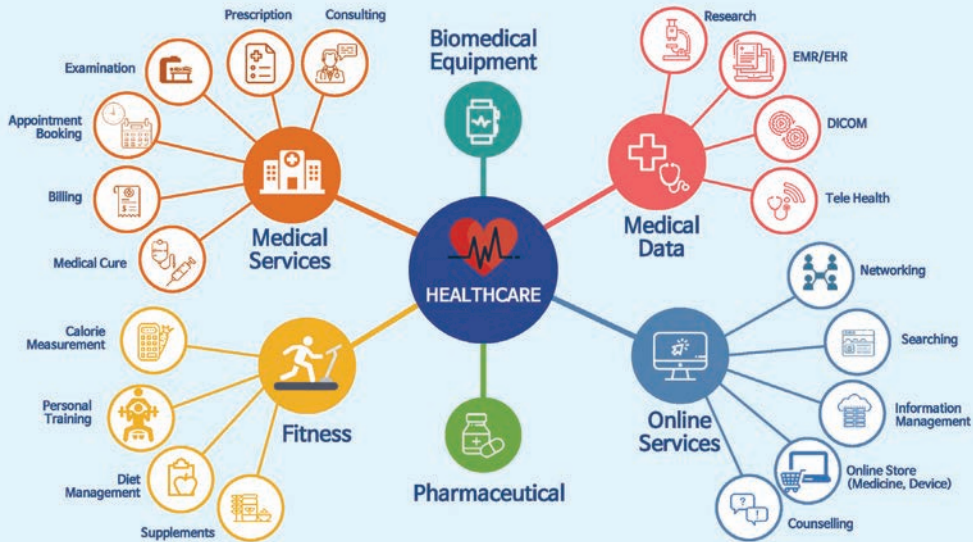 Prescription
Consulting
Examination
Appointment
Booking
Billing
Medical Cure
Medical
Services
Biomedical
Equipment
Research
EMR/EHR
DICOM
Tele Health
Medical
Data
HEALTHCARE
Calorie
Measurement
Personal
Training
Diet
Management
Supplements
Fitness
Pharmaceutical
Networking
Searching
Information
Management
Online Store
(Medicine, Device)
Counselling
Online
Services